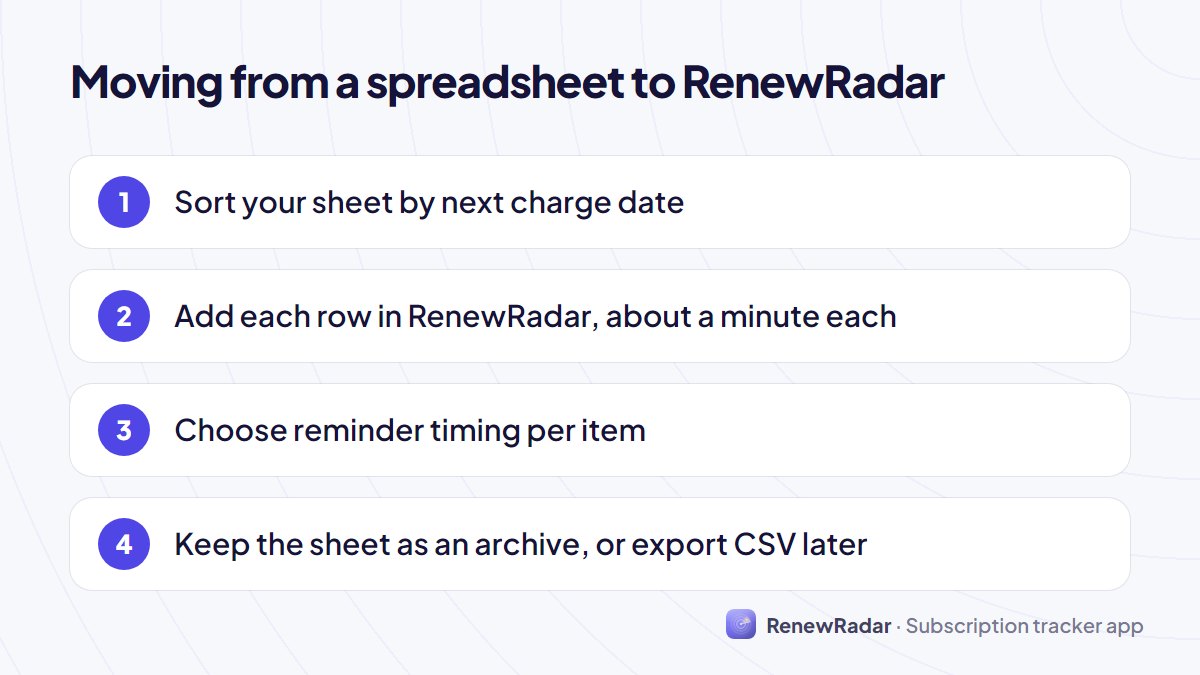 Moving from a spreadsheet to RenewRadar
1 Sort your sheet by next charge date
2 Add each row in RenewRadar, about a minute each
3 Choose reminder timing per item
4 Keep the sheet as an archive, or export CSV later
RenewRadar · Subscription tracker app